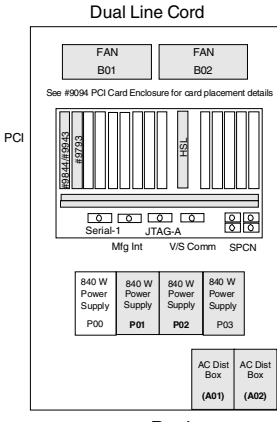 Dual Line Cord
FAN
B01
FAN
B02
See #9094 PCI Card Enclosure for card placement details
PCI
#9844/#9943
#9793
HSL
Serial-1
JTAG-A
Mfg Int
V/S Comm
SPCN
840 W
Power
Supply
P00
840 W
Power
Supply
P01
840 W
Power
Supply
P02
840 W
Power
Supply
P03
AC Dist
Box
(A01)
AC Dist
Box
(A02)